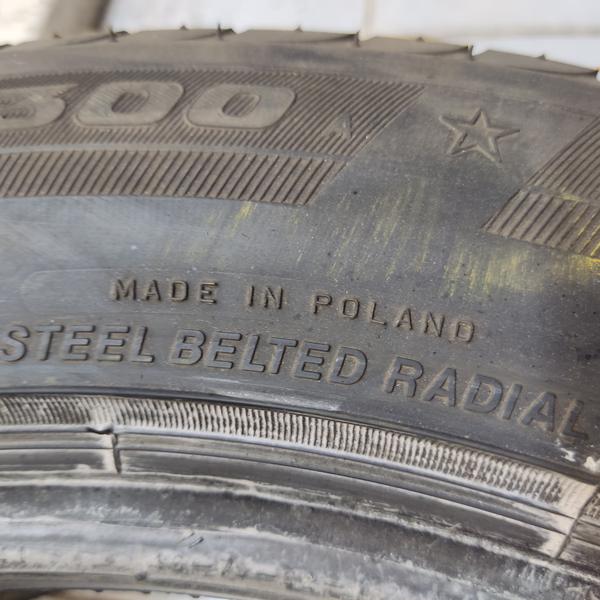 500 A
MADE IN POLAND
STEEL BELTED RADIAL